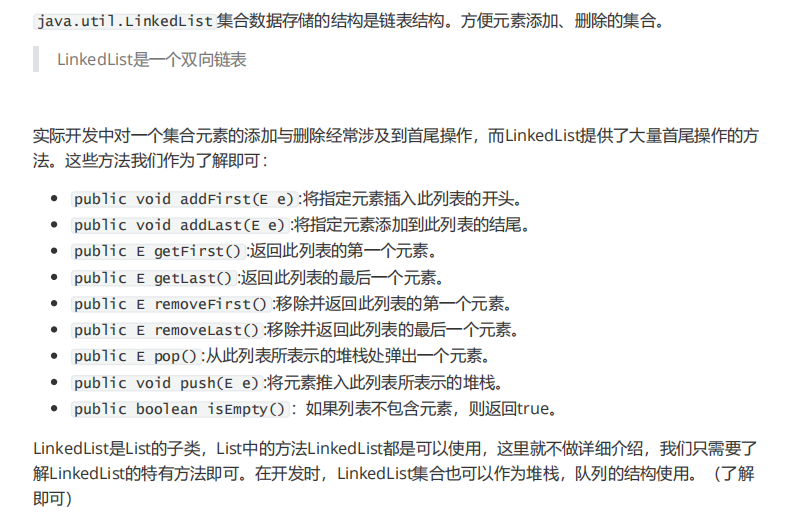 java.util.LinkedList集合数据存储的结构是链表结构。方便元素添加、删除的集合。
LinkedList是一个双向链表
实际开发中对一个集合元素的添加与删除经常涉及到首尾操作，而LinkedList提供了大量首尾操作的方
法。这些方法我们作为了解即可：
• public void addFirst(E e):将指定元素插入此列表的开头。
• public void addLast(E e):将指定元素添加到此列表的结尾。
• public E getFirst():返回此列表的第一个元素。
• public E getLast():返回此列表的最后一个元素。
• public E removeFirst():移除并返回此列表的第一个元素。
• public E removeLast():移除并返回此列表的最后一个元素。
• public E pop():从此列表所表示的堆栈处弹出一个元素。
• public void push(E e):将元素推入此列表所表示的堆栈。
• public boolean isEmpty()：如果列表不包含元素，则返回true。
LinkedList是List的子类，List中的方法LinkedList都是可以使用，这里就不做详细介绍，我们只需要了
解LinkedList的特有方法即可。在开发时，LinkedList集合也可以作为堆栈，队列的结构使用。（了解
即可）